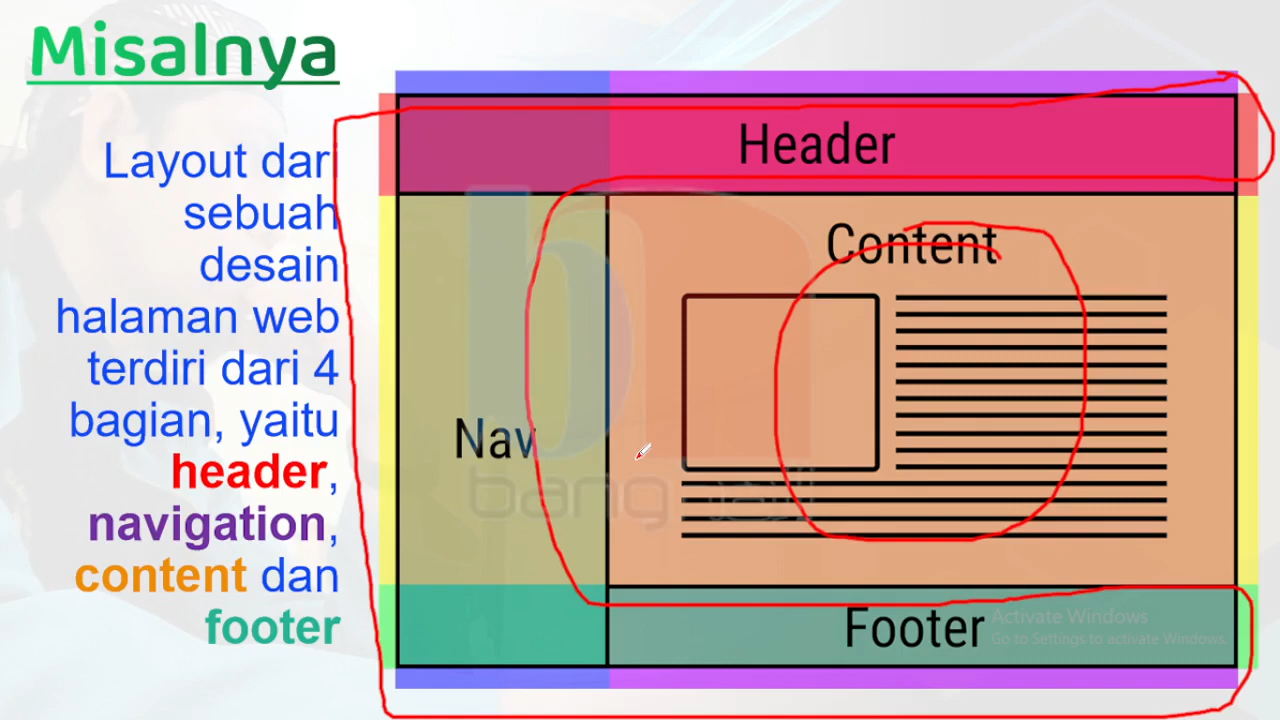 Misalnya
Layout dari
sebuah
desain
halaman web
terdiri dari 4
bagian, yaitu
header,
navigation,
content dan
footer
Header
Content
Nav
Footer
Activate Windows
Go to Settings to activate Windows.